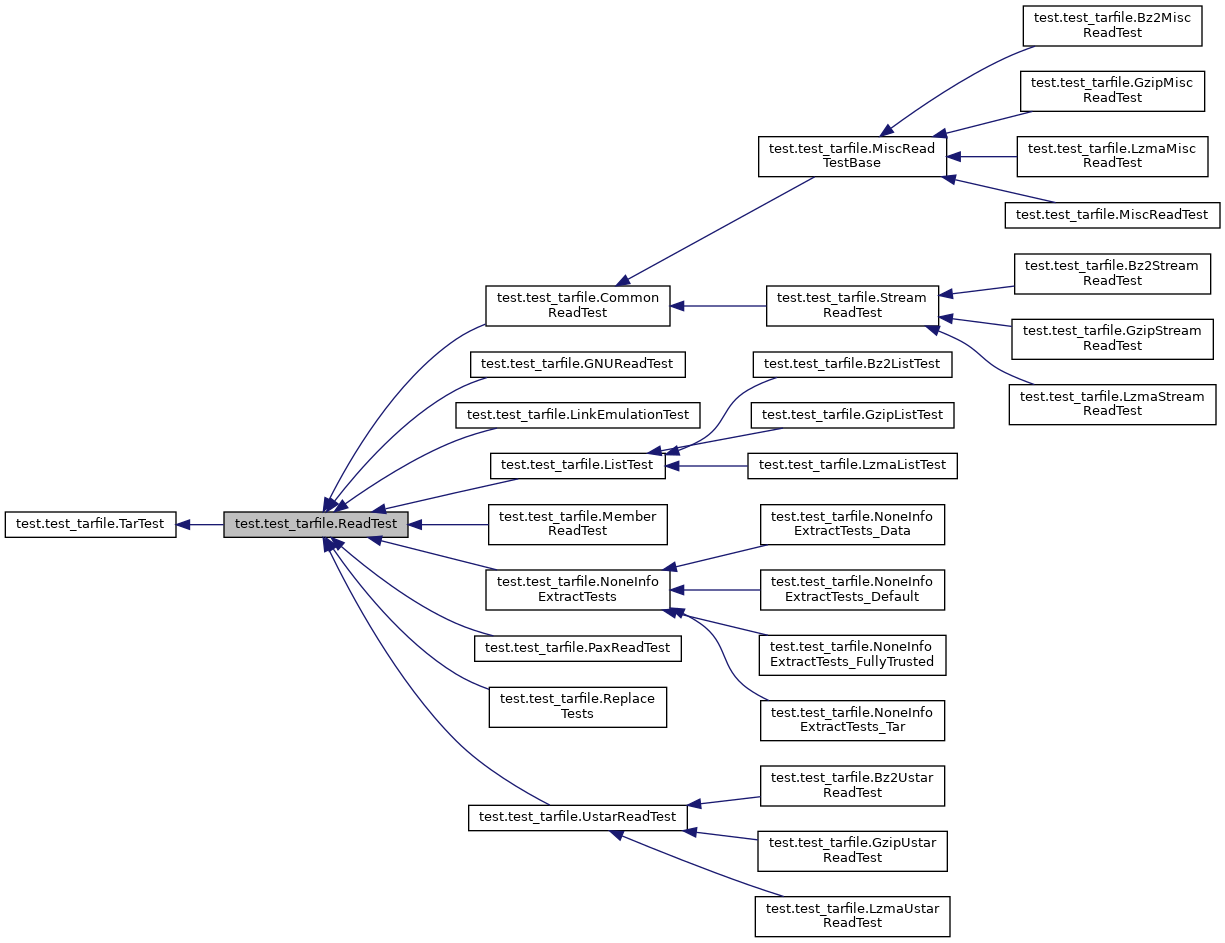 test.test_tarfile.Bz2Misc
ReadTest
test.test_tarfile.GzipMisc
ReadTest
test.test_tarfile.MiscRead
TestBase
test.test_tarfile.LzmaMisc
ReadTest
test.test_tarfile.MiscReadTest
test.test_tarfile.Bz2Stream
ReadTest
test.test_tarfile.Common
ReadTest
test.test_tarfile.Stream
ReadTest
test.test_tarfile.GzipStream
ReadTest
test.test_tarfile.GNUReadTest
test.test_tarfile.Bz2ListTest
test.test_tarfile.LzmaStream
ReadTest
test.test_tarfile.LinkEmulationTest
test.test_tarfile.GzipListTest
test.test_tarfile.ListTest
test.test_tarfile.LzmaListTest
test.test_tarfile.TarTest
test.test_tarfile.ReadTest
test.test_tarfile.Member
ReadTest
test.test_tarfile.NoneInfo
ExtractTests_Data
test.test_tarfile.NoneInfo
ExtractTests
test.test_tarfile.NoneInfo
ExtractTests_Default
test.test_tarfile.PaxReadTest
test.test_tarfile.NoneInfo
ExtractTests_FullyTrusted
test.test_tarfile.Replace
Tests
test.test_tarfile.NoneInfo
ExtractTests_Tar
test.test_tarfile.Bz2Ustar
ReadTest
test.test_tarfile.UstarReadTest
test.test_tarfile.GzipUstar
ReadTest
test.test_tarfile.LzmaUstar
ReadTest